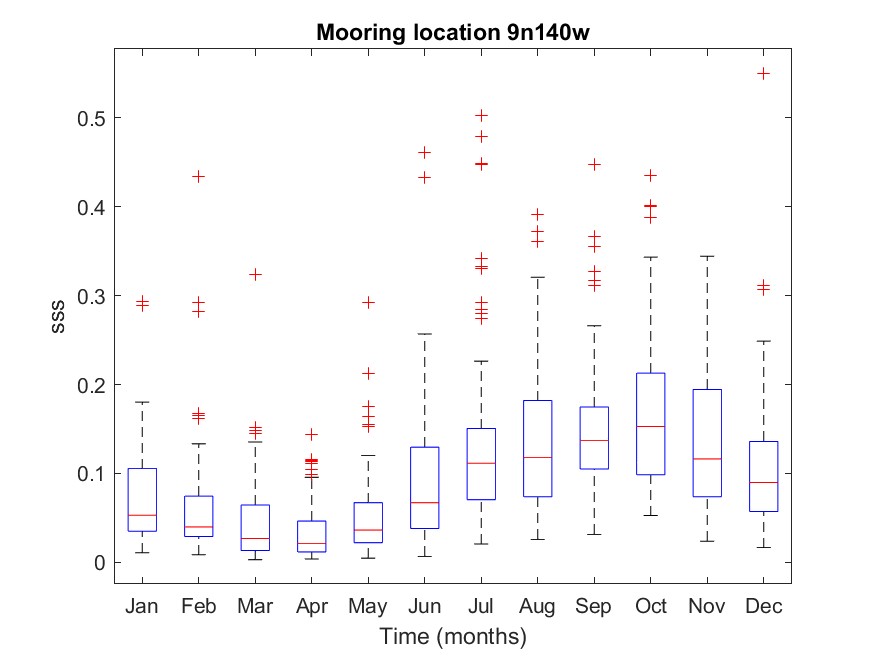 Mooring location 9n140w
0.5
0.4
0.3
0.2
0.1
0
sss
Jan Feb Mar Apr May Jun Jul Aug Sep Oct Nov Dec
Time (months)